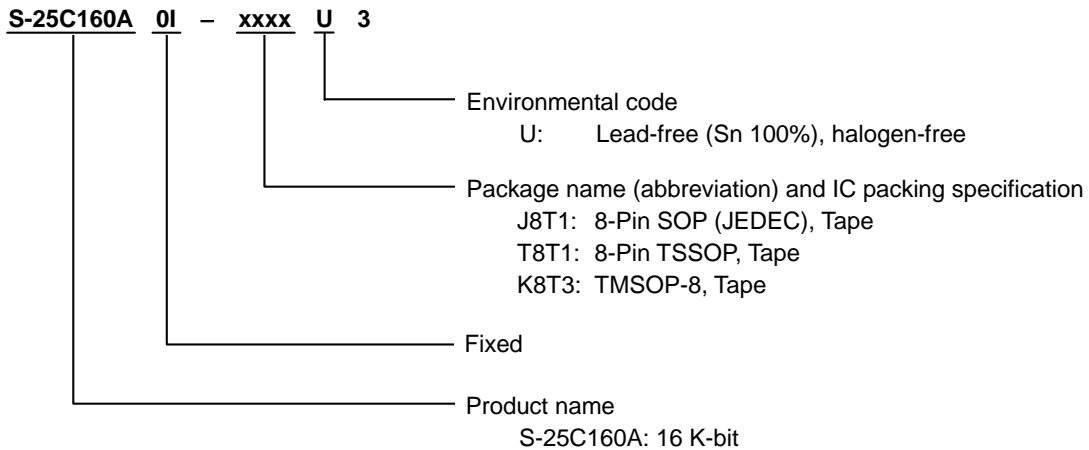 S-25C160A 0I – xxxx U 3
Environmental code
U: Lead-free (Sn 100%), halogen-free
Package name (abbreviation) and IC packing specification
J8T1: 8-Pin SOP (JEDEC), Tape
T8T1: 8-Pin TSSOP, Tape
K8T3: TMSOP-8, Tape
Fixed
Product name
S-25C160A: 16 K-bit